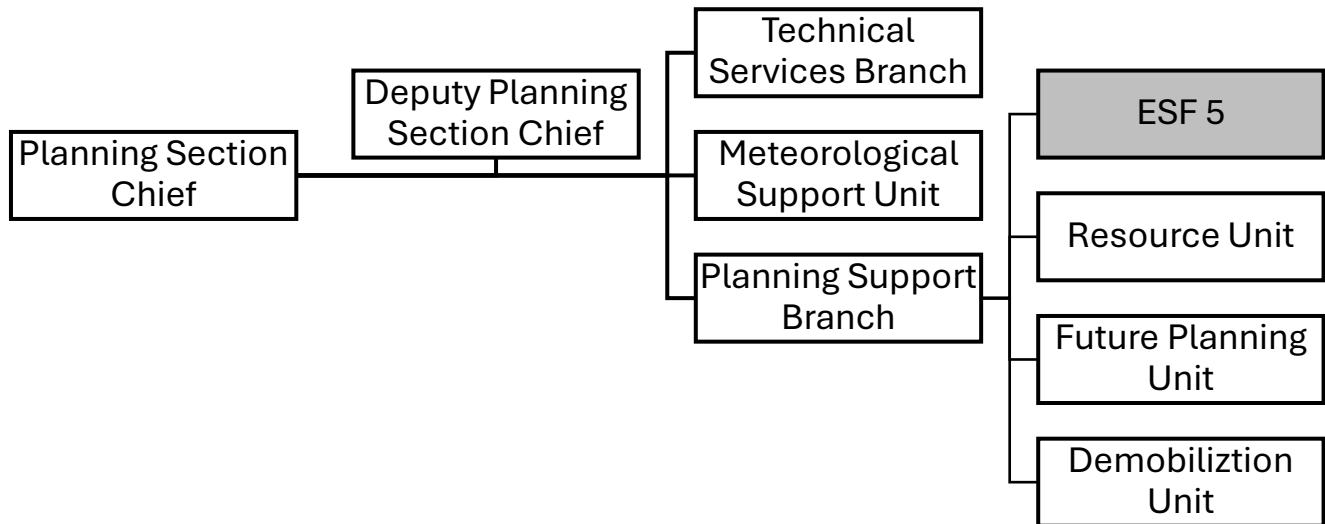 Planning Section
Chief
Deputy Planning
Section Chief
Technical
Services Branch
Meteorological
Support Unit
Planning Support
Branch
ESF 5
Resource Unit
Future Planning
Unit
Demobiliztion
Unit